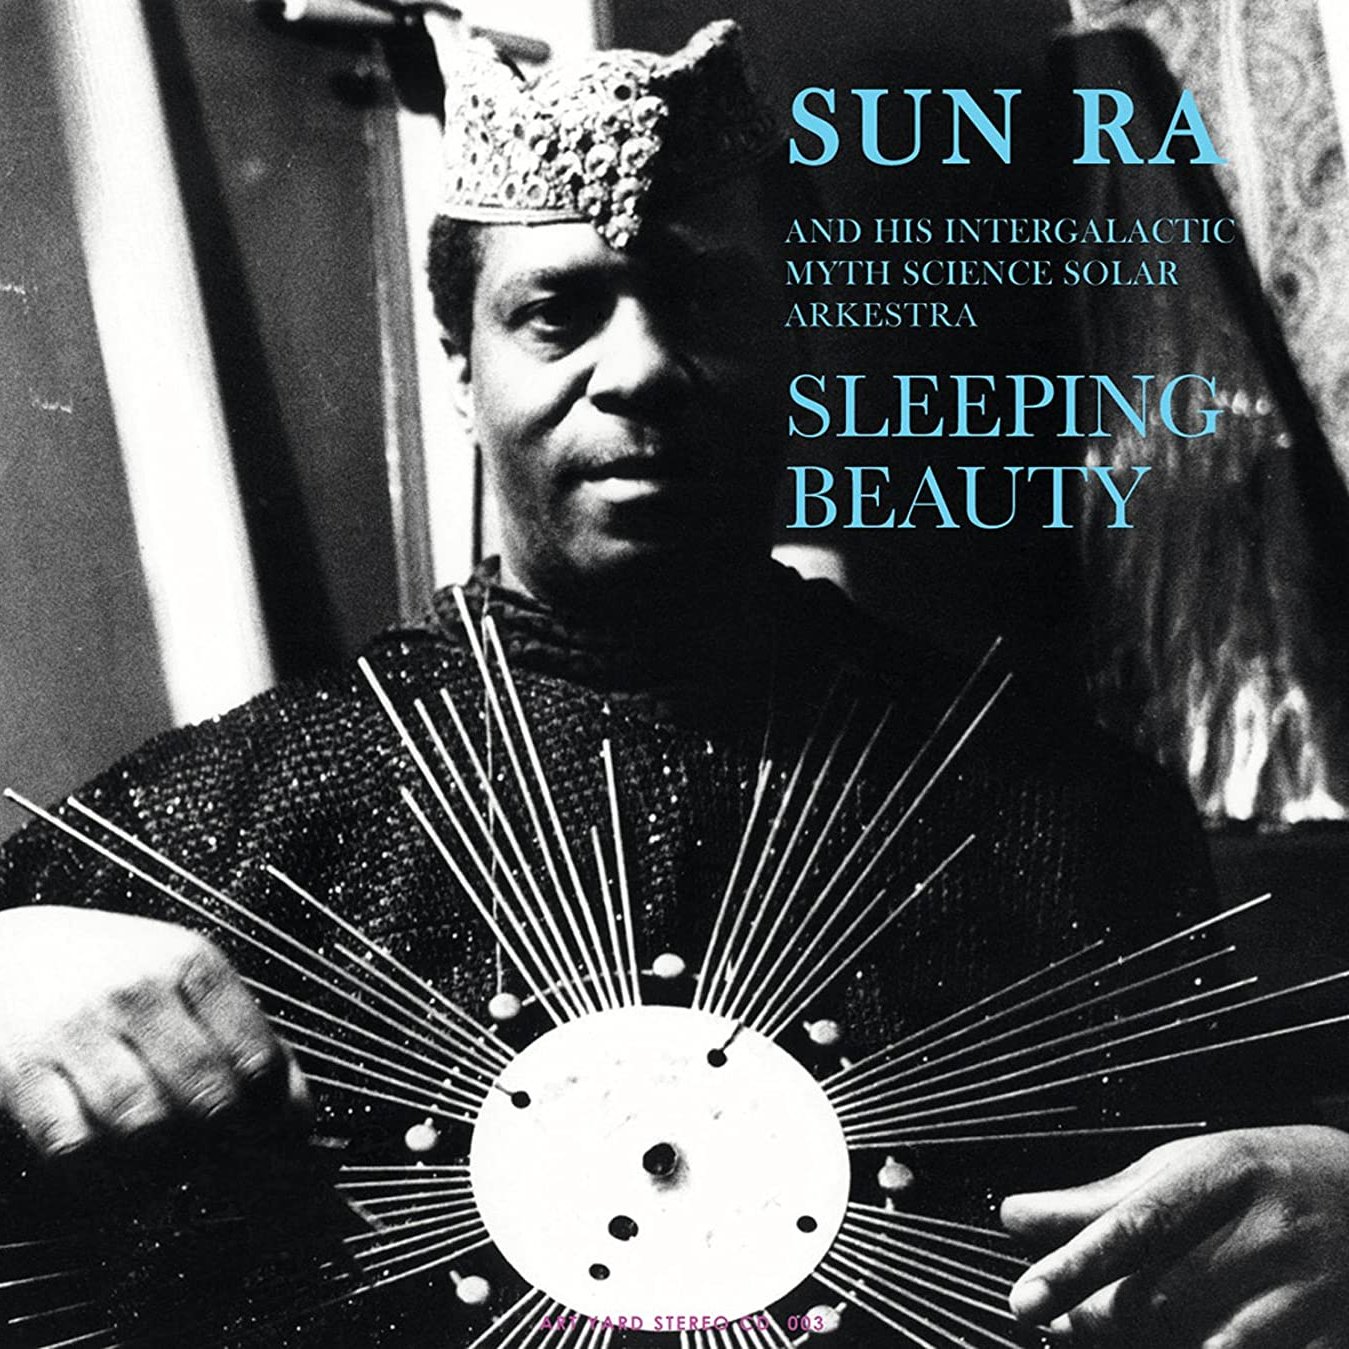 SUN RA
AND HIS INTERGALACTIC
MYTH SCIENCE SOLAR
ARKESTRA
SLEEPING
BEAUTY
ART YARD STEREO CD 003